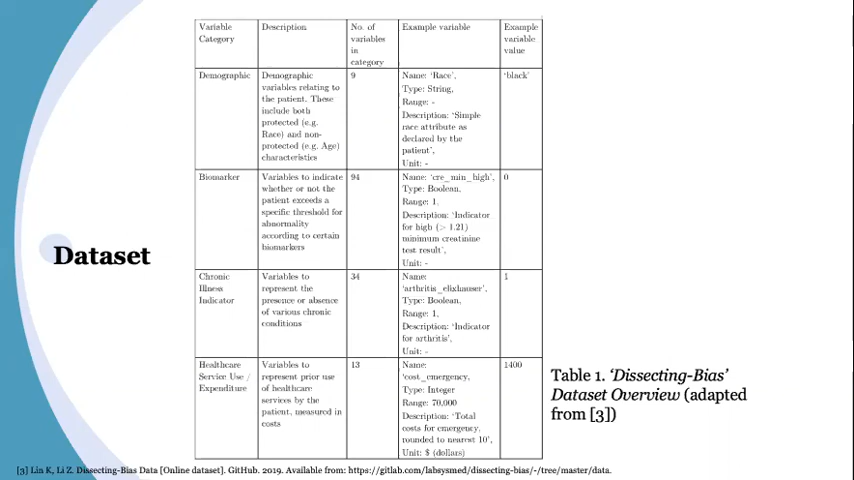 Dataset
Variable Category
Description
No. of variables in category
Example variable
Example variable value
Demographic
Demographic variables relating to the patient. These include both protected (e.g. Race) and non-protected (e.g. Age) characteristics
9
Name: ‘Race’,
Type: String,
Range: -
Description: ‘Simple race attribute as declared by the patient’,
Unit: -
‘black’
Biomarker
Variables to indicate whether or not the patient exceeds a specific threshold for abnormality according to certain biomarkers
94
Name: ‘cre_min_high’,
Type: Boolean,
Range: 1,
Description: ‘Indicator for high (> 1.21) minimum creatinine test result’,
Unit: -
0
Chronic Illness Indicator
Variables to represent the presence or absence of various chronic conditions
34
Name: ‘arthritis_elixhauser’,
Type: Boolean,
Range: 1,
Description: ‘Indicator for arthritis’,
Unit: -
1
Healthcare Service Use / Expenditure
Variables to represent prior use of healthcare services by the patient, measured in costs
13
Name: ‘cost_emergency,
Type: Integer
Range: 70,000
Description: ‘Total costs for emergency, rounded to nearest 10’,
Unit: $ (dollars)
1400
Table 1. ‘Dissecting-Bias’
Dataset Overview (adapted
from [3])
[3] Lin K, Li Z. Dissecting-Bias Data [Online dataset]. GitHub. 2019. Available from: https://gitlab.com/labsysmed/dissecting-bias/-/tree/master/data.